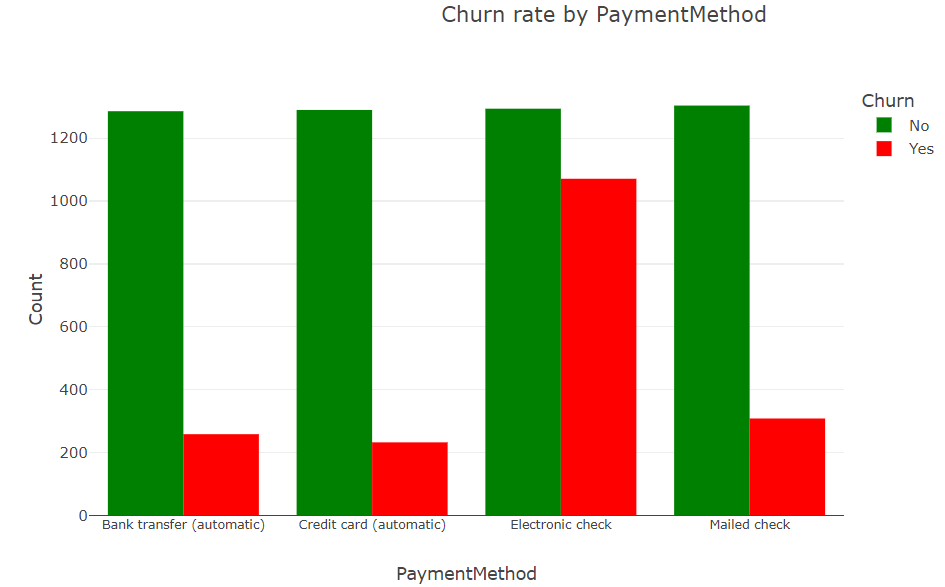 Churn rate by PaymentMethod
Churn
No
Yes
1200
1000
800
600
400
200
0
Count
Bank transfer (automatic)
Credit card (automatic)
Electronic check
Mailed check
PaymentMethod